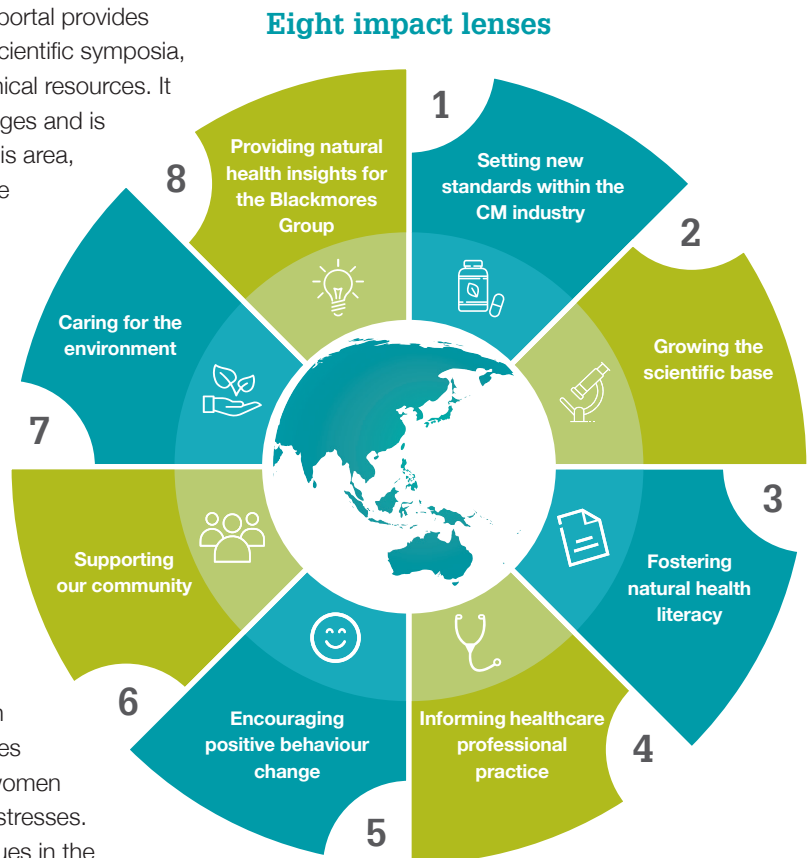 portal provides
cientific symposia,
nical resources. It
ges and is
is area,
e
Eight impact lenses
1
Setting new
standards within the
CM industry
2
Growing the
scientific base
3
Fostering
natural health
literacy
4
Informing healthcare
professional
practice
5
Encouraging
positive behaviour
change
6
Supporting
our community
7
Caring for the
environment
8
Providing natural
health insights for
the Blackmores
Group
n
es
women
stresses.
ues in the